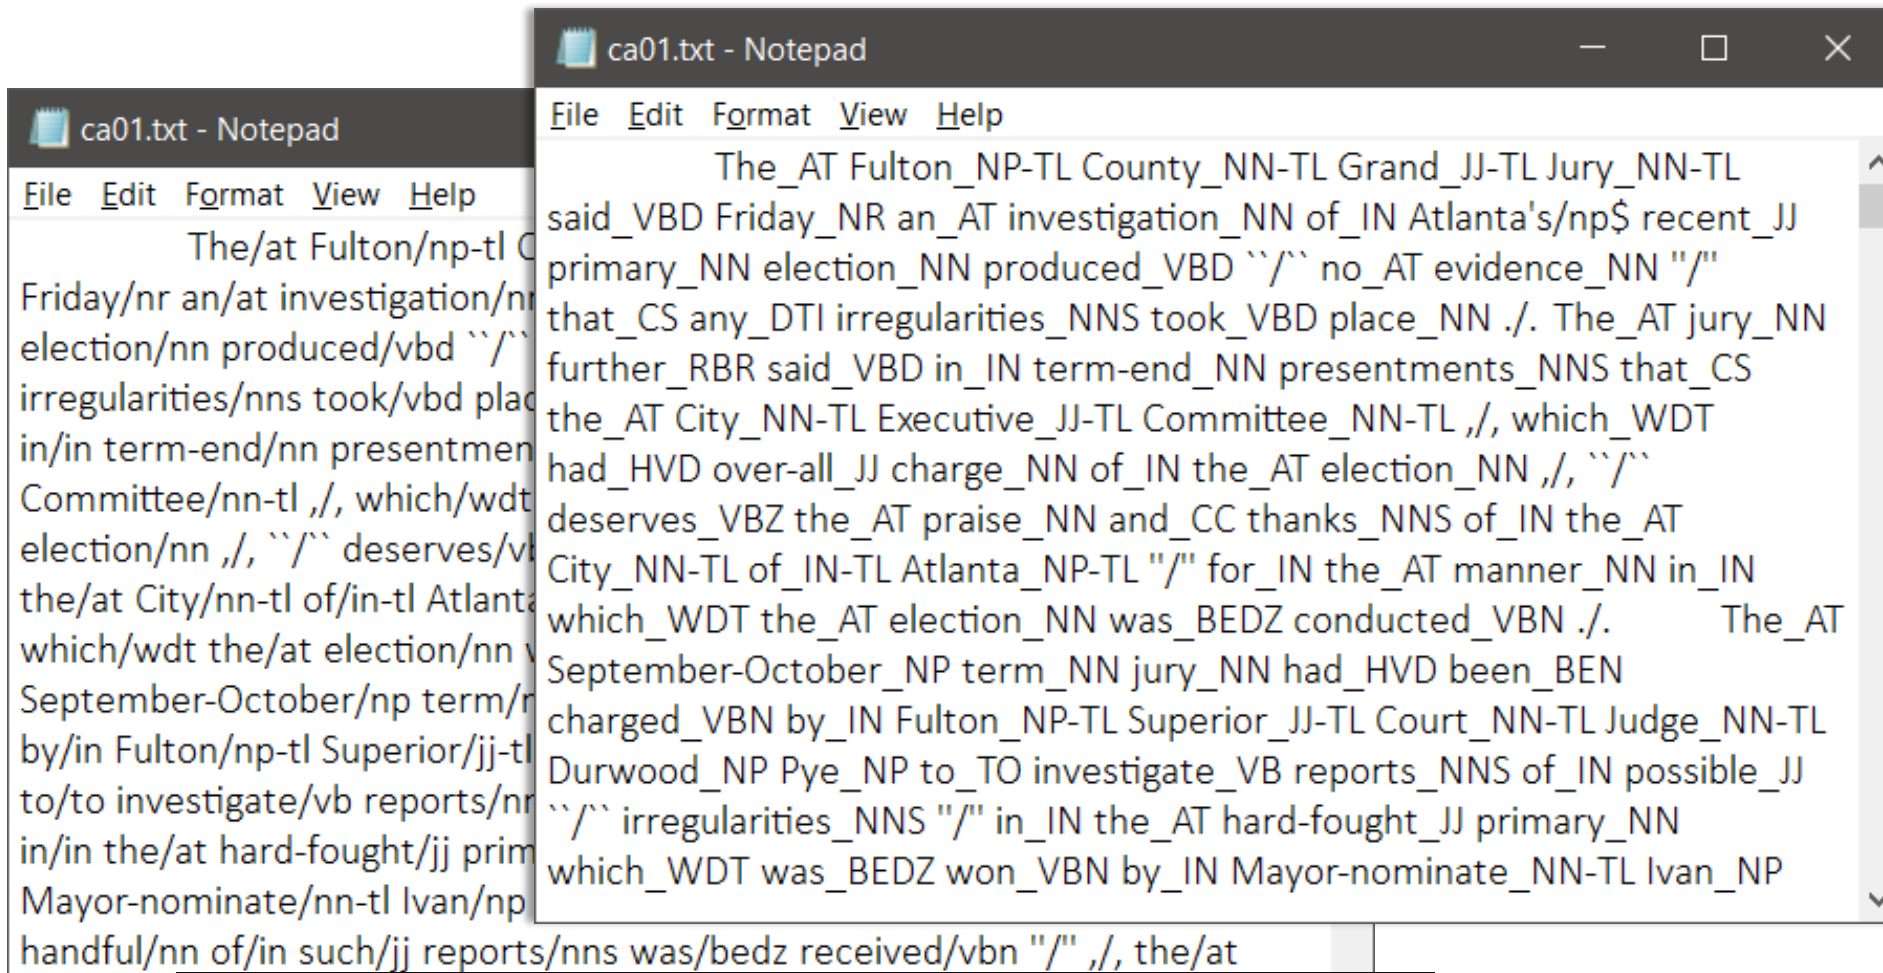 ca01.txt - Notepad
File Edit Format View Help
The_AT Fulton_NP-TL County_NN-TL Grand_JJ-TL Jury_NN-TL
said_VBD Friday_NR an_AT investigation_NN of_IN Atlanta's/np$ recent_JJ
primary_NN election_NN produced_VBD ``/`` no_AT evidence_NN "/"
that_CS any_DTI irregularities_NNS took_VBD place_NN ./. The_AT jury_NN
further_RBR said_VBD in_IN term-end_NN presentments_NNS that_CS
the_AT City_NN-TL Executive_JJ-TL Committee_NN-TL ,/, which_WDT
had_HVD over-all_JJ charge_NN of_IN the_AT election_NN ,/, ``/``
deserves_VBZ the_AT praise_NN and_CC thanks_NNS of_IN the_AT
City_NN-TL of_IN-TL Atlanta_NP-TL "/" for_IN the_AT manner_NN in_IN
which_WDT the_AT election_NN was_BEDZ conducted_VBN ./. The_AT
September-October_NP term_NN jury_NN had_HVD been_BEN
charged_VBN by_IN Fulton_NP-TL Superior_JJ-TL Court_NN-TL Judge_NN-TL
Durwood_NP Pye_NP to_TO investigate_VB reports_NNS of_IN possible_JJ
``/`` irregularities_NNS "/" in_IN the_AT hard-fought_JJ primary_NN
which_WDT was_BEDZ won_VBN by_IN Mayor-nominate_NN-TL Ivan_NP
ca01.txt - Notepad
File Edit Format View Help
The/at Fulton/np-tl
Friday/nr an/at
election/nn produced/vbd ``/``
irregularities/nns took/vbd
in/in term-end/nn
Committee/nn-tl ,/, which/wdt
election/nn ,/, ``/``
the/at City/nn-tl of/in-tl
which/wdt the/at election/nn
September-October/np
by/in Fulton/np-tl Superior/jj-tl
to/to investigate/vb
in/in the/at hard-fought/jj
Mayor-nominate/nn-tl Ivan/np
handful/nn of/in such/jj reports/nns was/bedz received/vbn "/" ,/, the/at